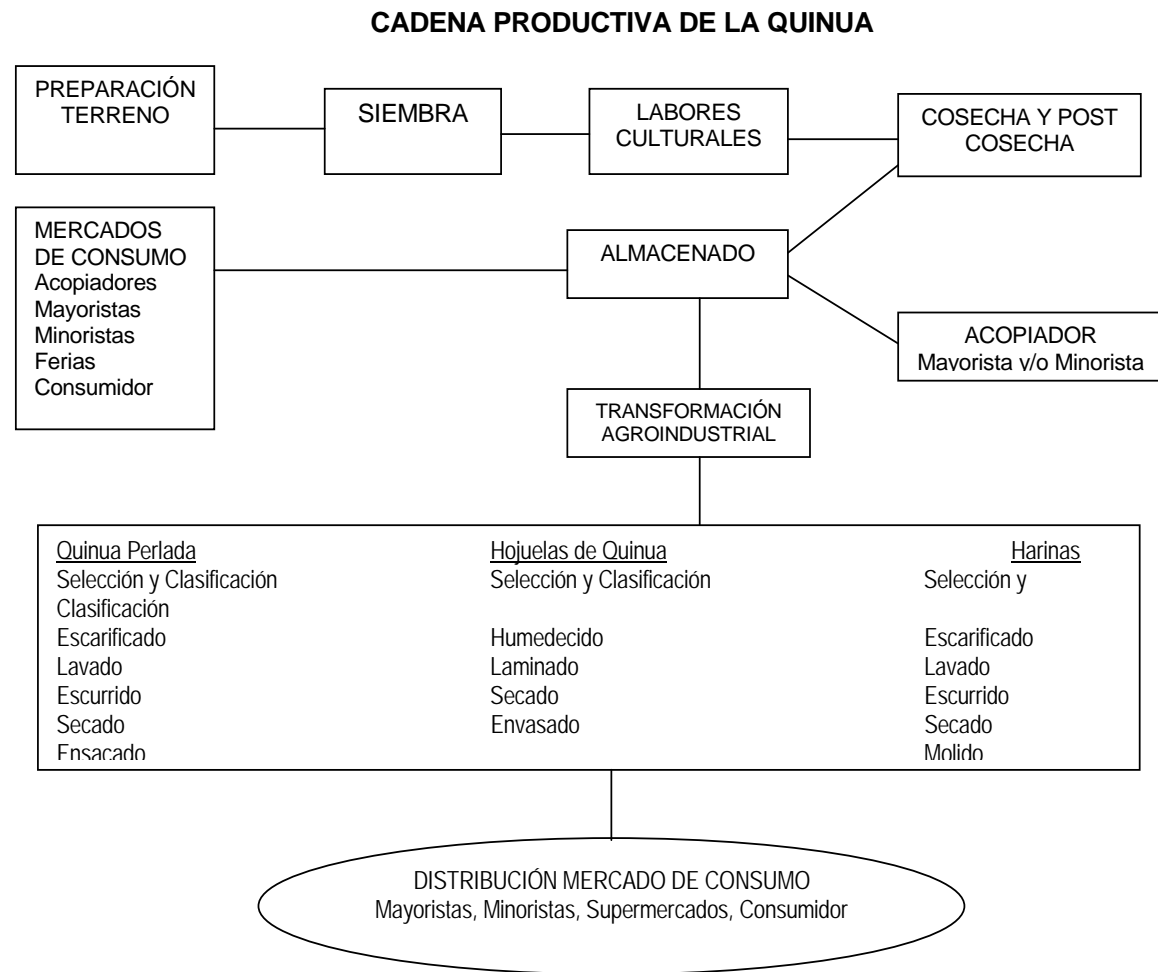 CADENA PRODUCTIVA DE LA QUINUA
PREPARACIÓN
TERRENO
SIEMBRA
LABORES
CULTURALES
COSECHA Y POST
COSECHA
MERCADOS
DE CONSUMO
Acopiadores
Mayoristas
Minoristas
Ferias
Consumidor
ALMACENADO
ACOPIADOR
Mayorista y/o Minorista
TRANSFORMACIÓN
AGROINDUSTRIAL
Quinua Perlada Hojuelas de Quinua Harinas
Selección y Clasificación Selección y Clasificación Selección y
Clasificación
Escarificado Humedecido Escarificado
Lavado Laminado Lavado
Escurrido Secado Escurrido
Secado Envasado Secado
Ensacado Molido
DISTRIBUCIÓN MERCADO DE CONSUMO
Mayoristas, Minoristas, Supermercados, Consumidor